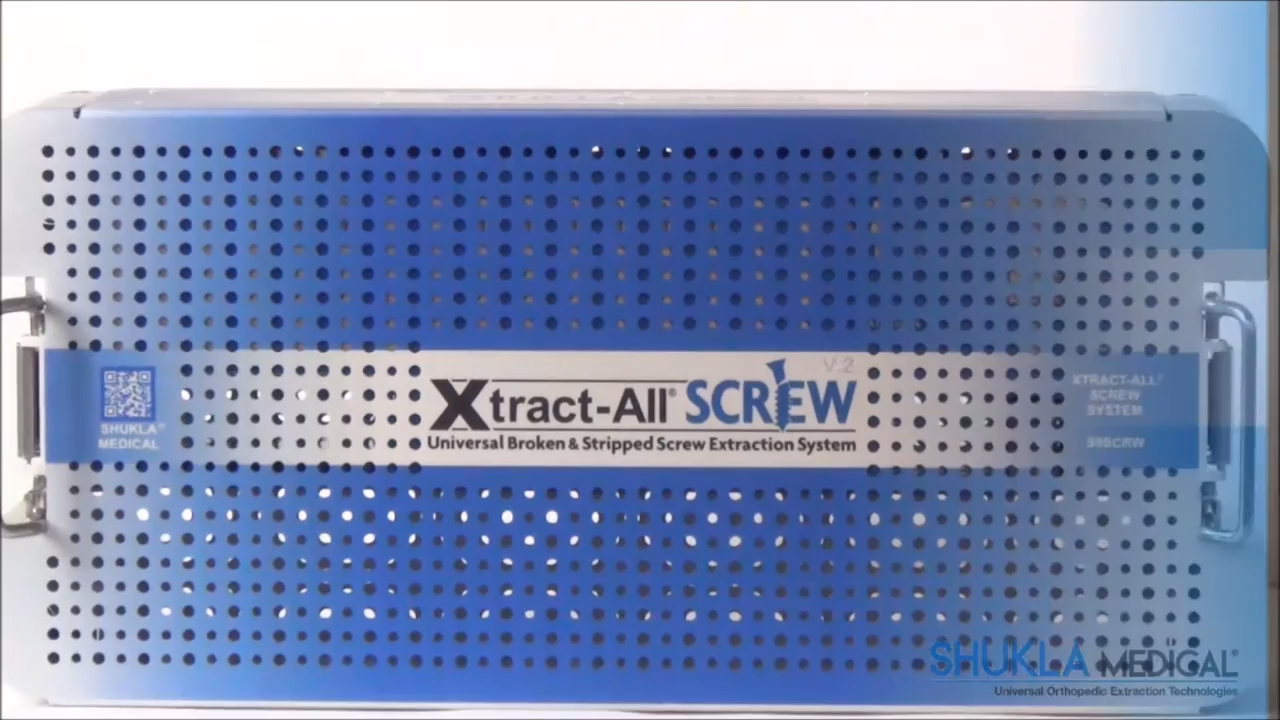 V.2
Xtract-All® SCREW
Universal Broken & Stripped Screw Extraction System
SHUKLA®
MEDICAL
XTRACT-ALL®
SCREW
SYSTEM
SHUKLA MEDICAL®
Universal Orthopedic Extraction Technologies